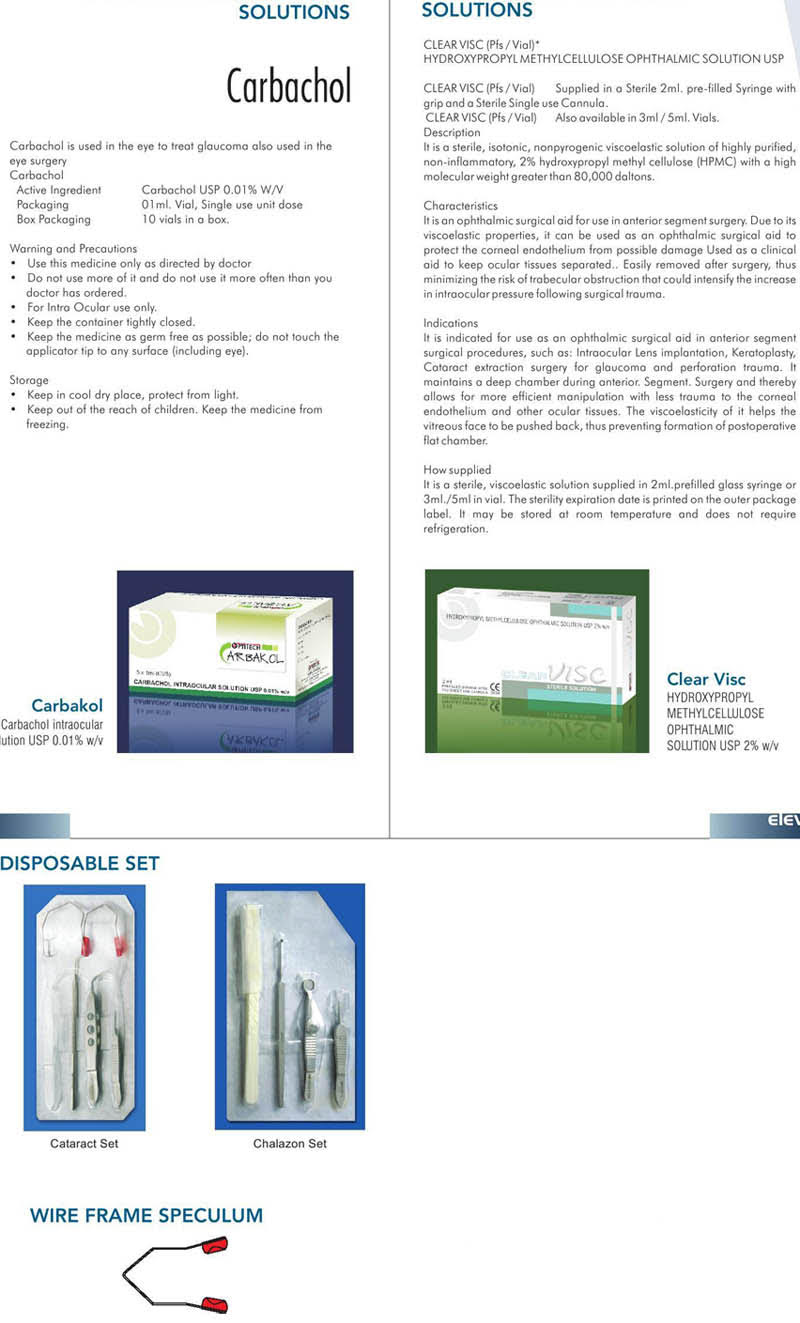 SOLUTIONS
Carbachol
Carbachol is used in the eye to treat glaucoma also used in the
eye surgery
Carbachol
Active Ingredient Carbachol USP 0.01% W/V
Packaging 01ml. Vial, Single use unit dose
Box Packaging 10 vials in a box.
Warning and Precautions
• Use this medicine only as directed by doctor
• Do not use more of it and do not use it more often than you
doctor has ordered.
• For Intra Ocular use only.
• Keep the container tightly closed.
• Keep the medicine as germ free as possible; do not touch the
applicator tip to any surface (including eye).
Storage
• Keep in cool dry place, protect from light.
• Keep out of the reach of children. Keep the medicine from
freezing.
OPTITECH
CARBAKOL
CARBACHOL INTRAOCULAR SOLUTION USP 0.01% w/v
Carbakol
Carbachol intraocular
lution USP 0.01% w/v
SOLUTIONS
CLEAR VISC (Pfs / Vial)*
HYDROXYPROPYL METHYLCELLULOSE OPHTHALMIC SOLUTION USP
CLEAR VISC (Pfs / Vial) Supplied in a Sterile 2ml. pre-filled Syringe with
grip and a Sterile Single use Cannula.
CLEAR VISC (Pfs / Vial) Also available in 3ml / 5ml. Vials.
Description
It is a sterile, isotonic, nonpyrogenic viscoelastic solution of highly purified,
non-inflammatory, 2% hydroxypropyl methyl cellulose (HPMC) with a high
molecular weight greater than 80,000 daltons.
Characteristics
It is an ophthalmic surgical aid for use in anterior segment surgery. Due to its
viscoelastic properties, it can be used as an ophthalmic surgical aid to
protect the corneal endothelium from possible damage Used as a clinical
aid to keep ocular tissues separated.. Easily removed after surgery, thus
minimizing the risk of trabecular obstruction that could intensify the increase
in intraocular pressure following surgical trauma.
Indications
It is indicated for use as an ophthalmic surgical aid in anterior segment
surgical procedures, such as: Intraocular Lens implantation, Keratoplasty,
Cataract extraction surgery for glaucoma and perforation trauma. It
maintains a deep chamber during anterior. Segment. Surgery and thereby
allows for more efficient manipulation with less trauma to the corneal
endothelium and other ocular tissues. The viscoelasticity of it helps the
vitreous face to be pushed back, thus preventing formation of postoperative
flat chamber.
How supplied
It is a sterile, viscoelastic solution supplied in 2ml.prefilled glass syringe or
3ml./5ml in vial. The sterility expiration date is printed on the outer package
label. It may be stored at room temperature and does not require
refrigeration.
HYDROXYPROPYL METHYLCELLULOSE OPHTHALMIC SOLUTION USP 2% w/v
CLEAR VISC
2 ml
CE
STERILE SOLUTION
Clear Visc
HYDROXYPROPYL
METHYLCELLULOSE
OPHTHALMIC
SOLUTION USP 2% w/v
elev
DISPOSABLE SET
Cataract Set
Chalazon Set
WIRE FRAME SPECULUM